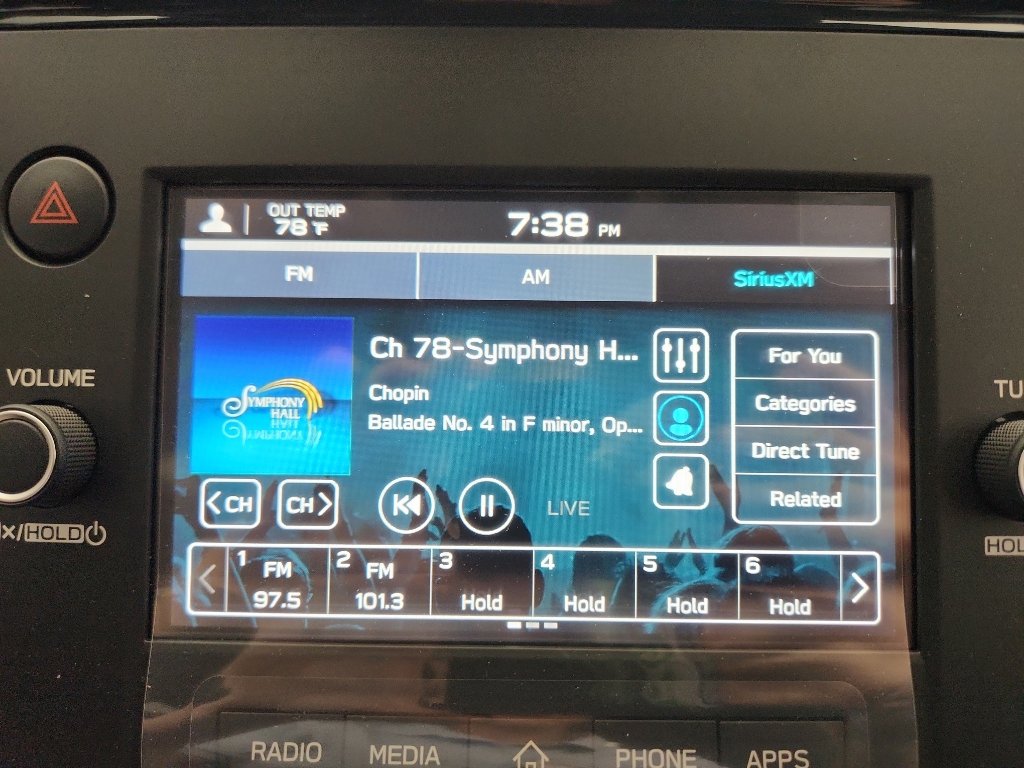 OUT TEMP
78 °F
7:38 PM
FM
AM
SiriusXM
SYMPHONY
HALL
Ch 78-Symphony H...
Chopin
Ballade No. 4 in F minor, Op...
For You
Categories
Direct Tune
Related
VOLUME
TU
CH
CH
LIVE
/HOLD
HOL
1 FM
97.5
2 FM
101.3
3
Hold
4
Hold
5
Hold
6
Hold
RADIO
MEDIA
PHONE
APPS